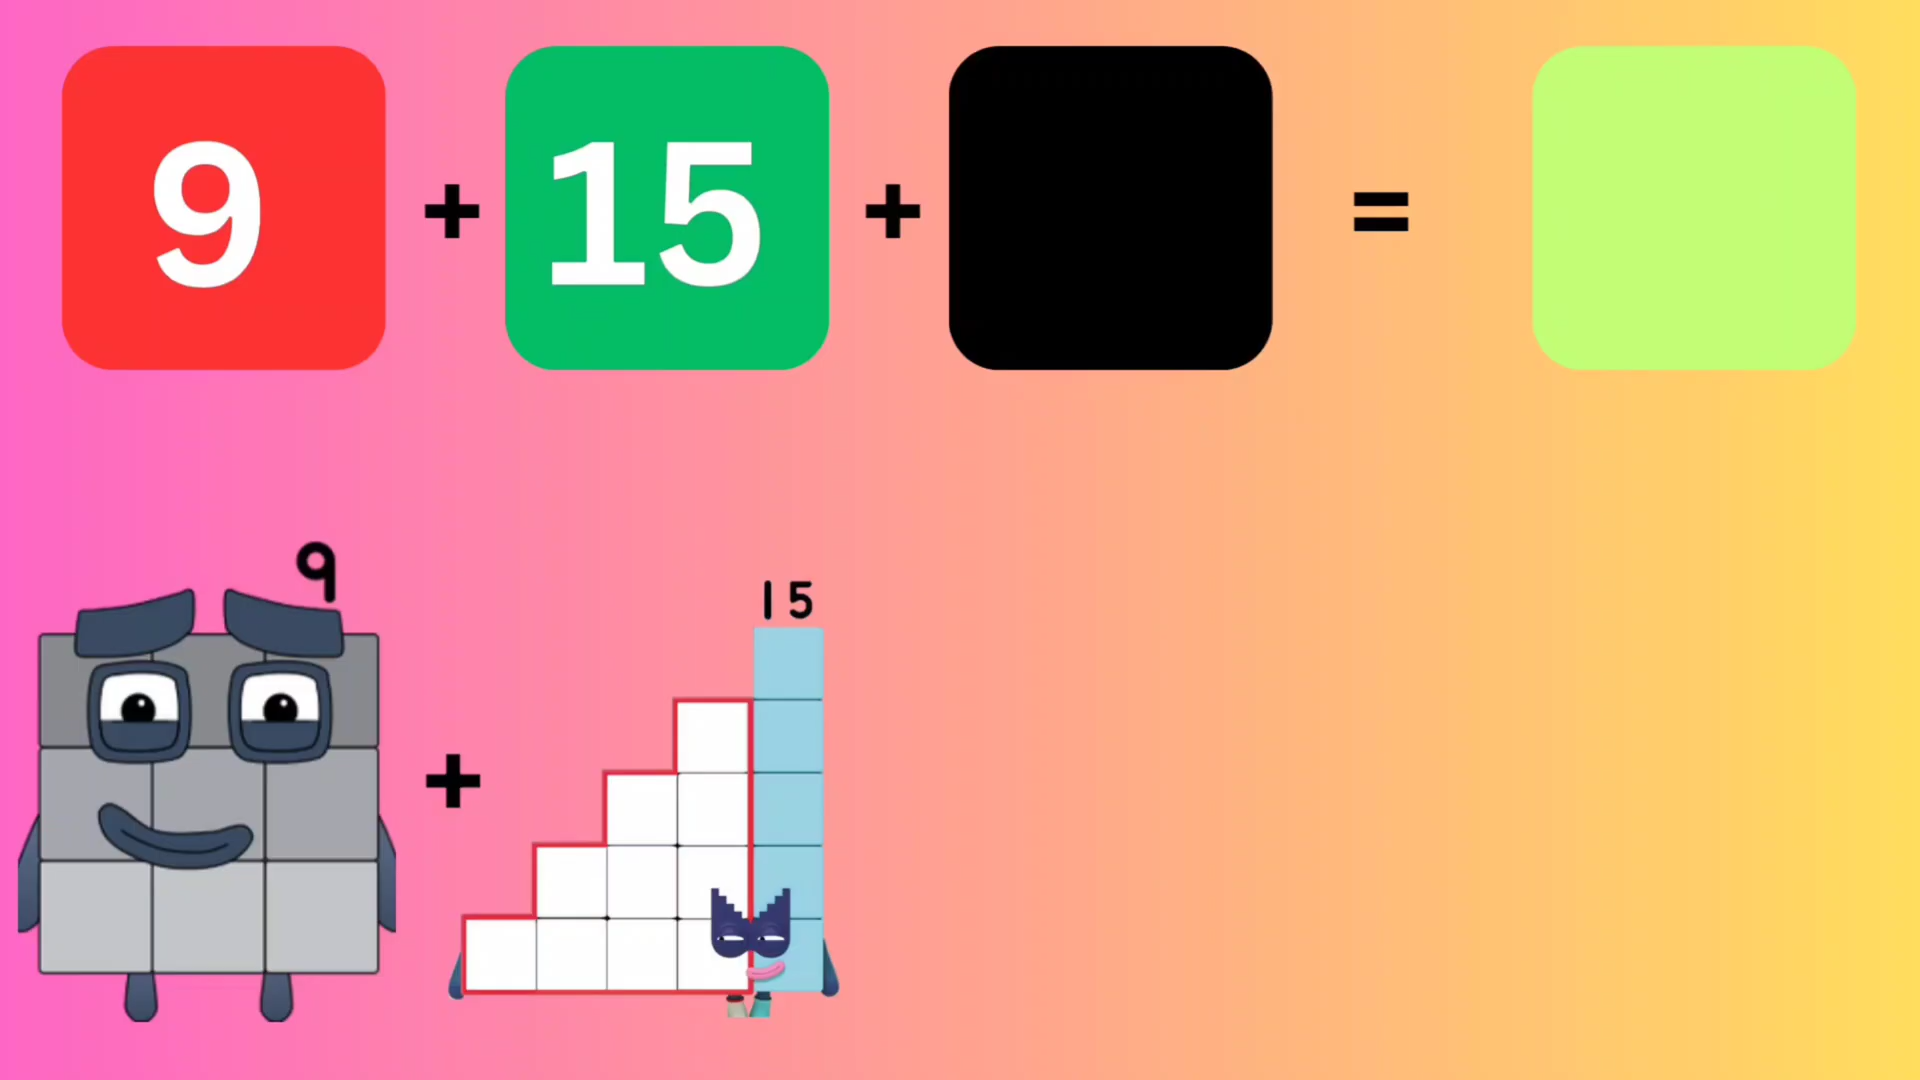 9 + 15 + =
9
15
+